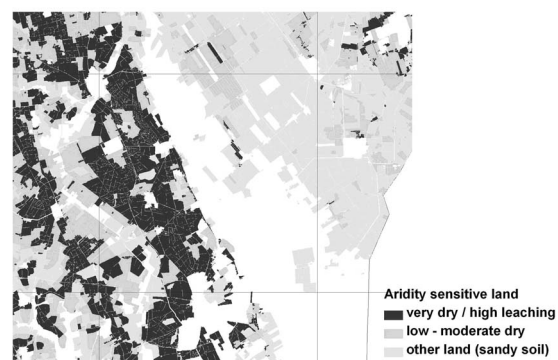 Aridity sensitive land
very dry / high leaching
low - moderate dry
other land (sandy soil)